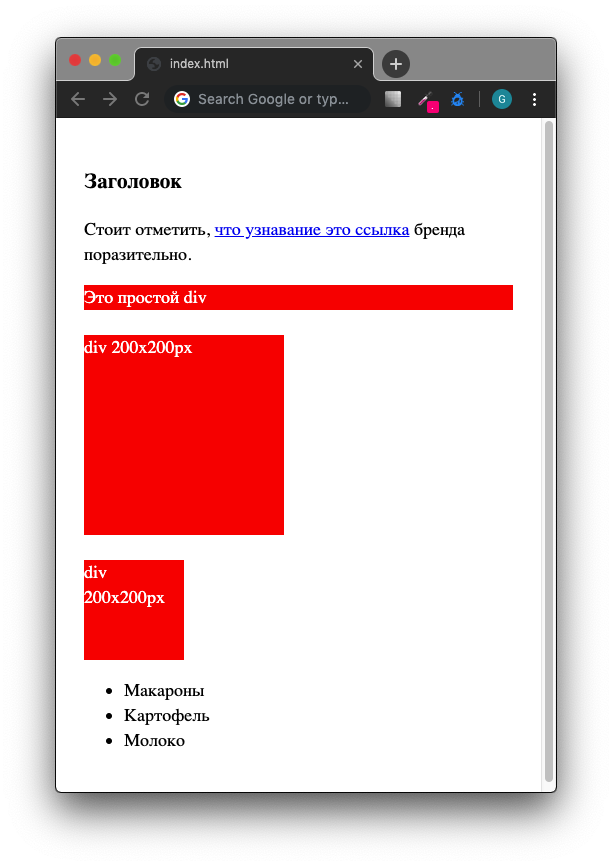 index.html
Search Google or typ...
G
Заголовок
Стоит отметить, что узнавание это ссылка бренда
поразительно.
Это простой div
div 200x200px
div
200x200px
Макароны
Картофель
Молоко